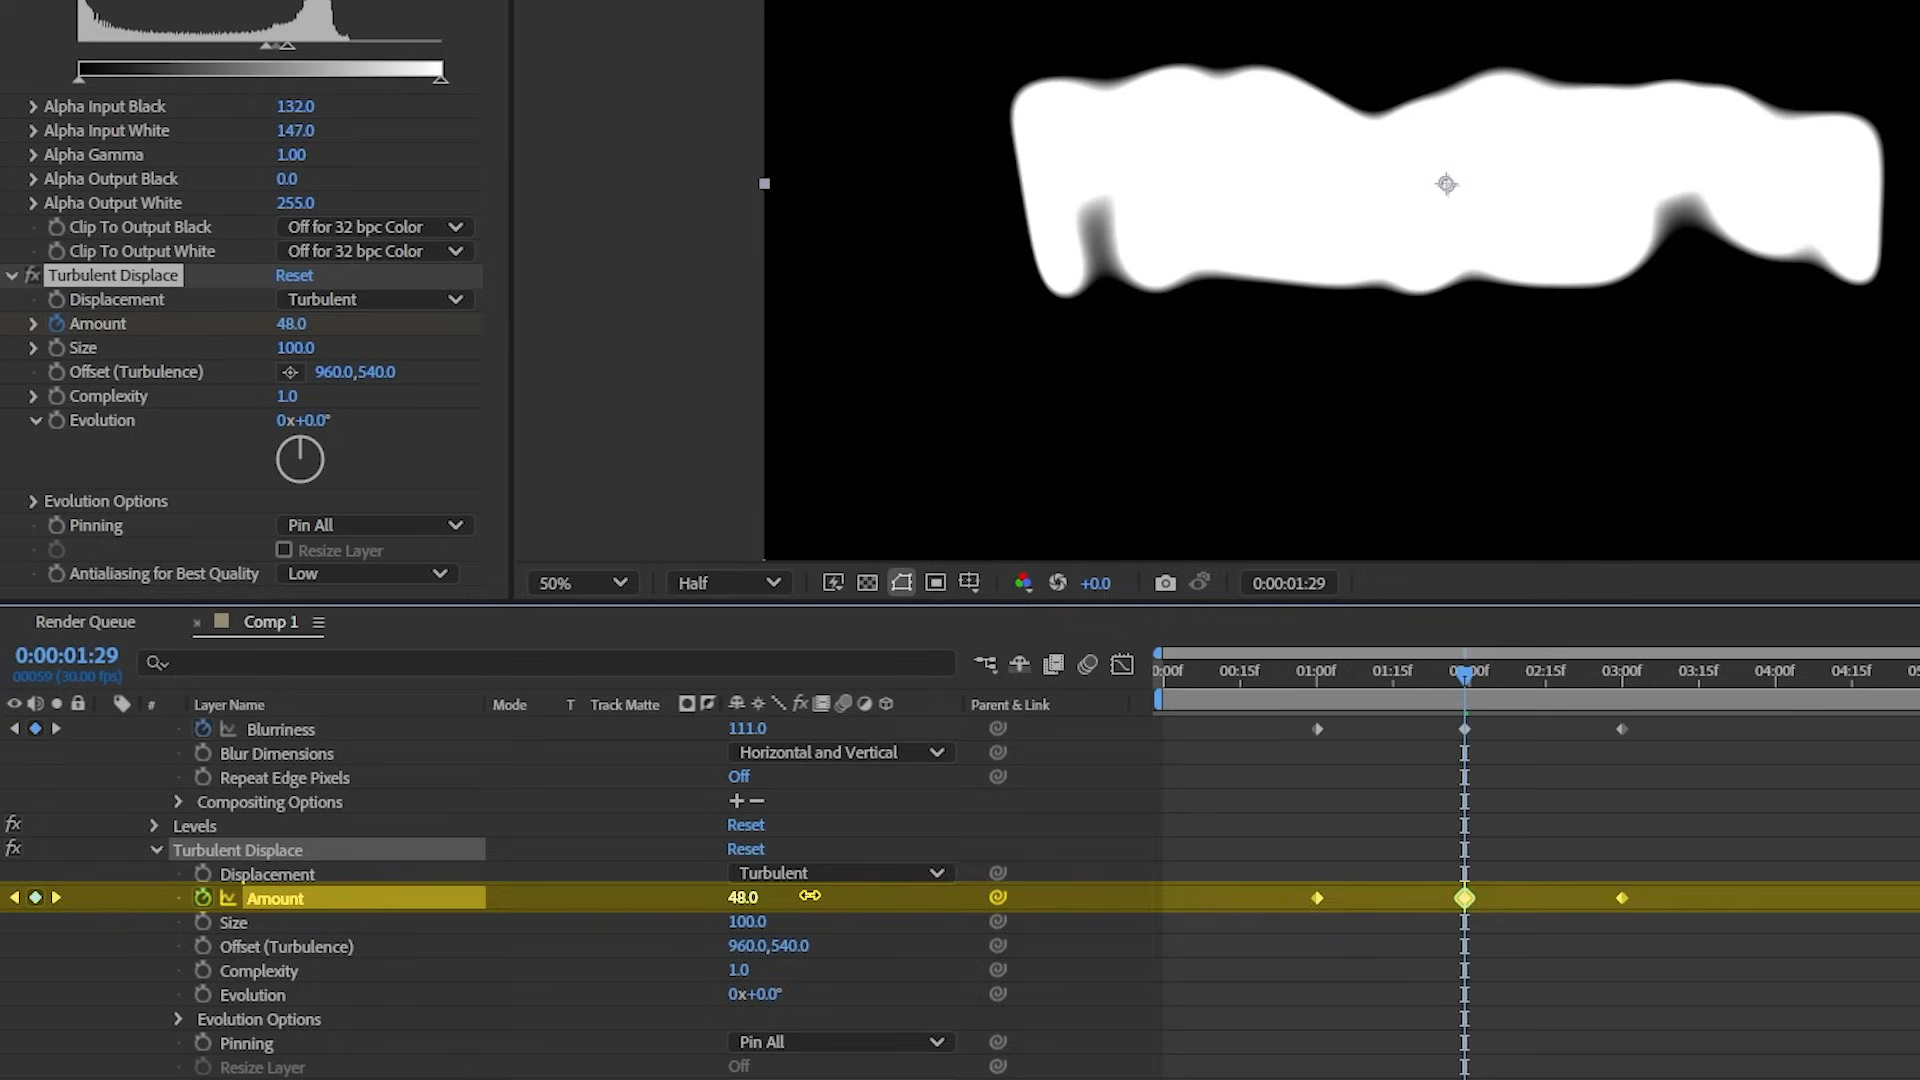 Alpha Input Black 132.0
Alpha Input White 147.0
Alpha Gamma 1.00
Alpha Output Black 0.0
Alpha Output White 255.0
Clip To Output Black Off for 32 bpc Color
Clip To Output White Off for 32 bpc Color
fx Turbulent Displace Reset
Displacement Turbulent
Amount 48.0
Size 100.0
Offset (Turbulence) 960.0,540.0
Complexity 1.0
Evolution 0x+0.0°
Evolution Options
Pinning Pin All
Resize Layer
Antialiasing for Best Quality Low
50% Half +0.0 0:00:01:29
Render Queue × Comp 1
0:00:01:29
00059 (30.00 fps)
0:00f 00:15f 01:00f 01:15f 02:15f 03:00f 03:15f 04:00f 04:15f
# Layer Name Mode T Track Matte fx Parent & Link
Blurriness 111.0
Blur Dimensions Horizontal and Vertical
Repeat Edge Pixels Off
Compositing Options + –
fx Levels Reset
fx Turbulent Displace Reset
Displacement Turbulent
Amount 48.0
Size 100.0
Offset (Turbulence) 960.0,540.0
Complexity 1.0
Evolution 0x+0.0°
Evolution Options
Pinning Pin All
Resize Layer Off